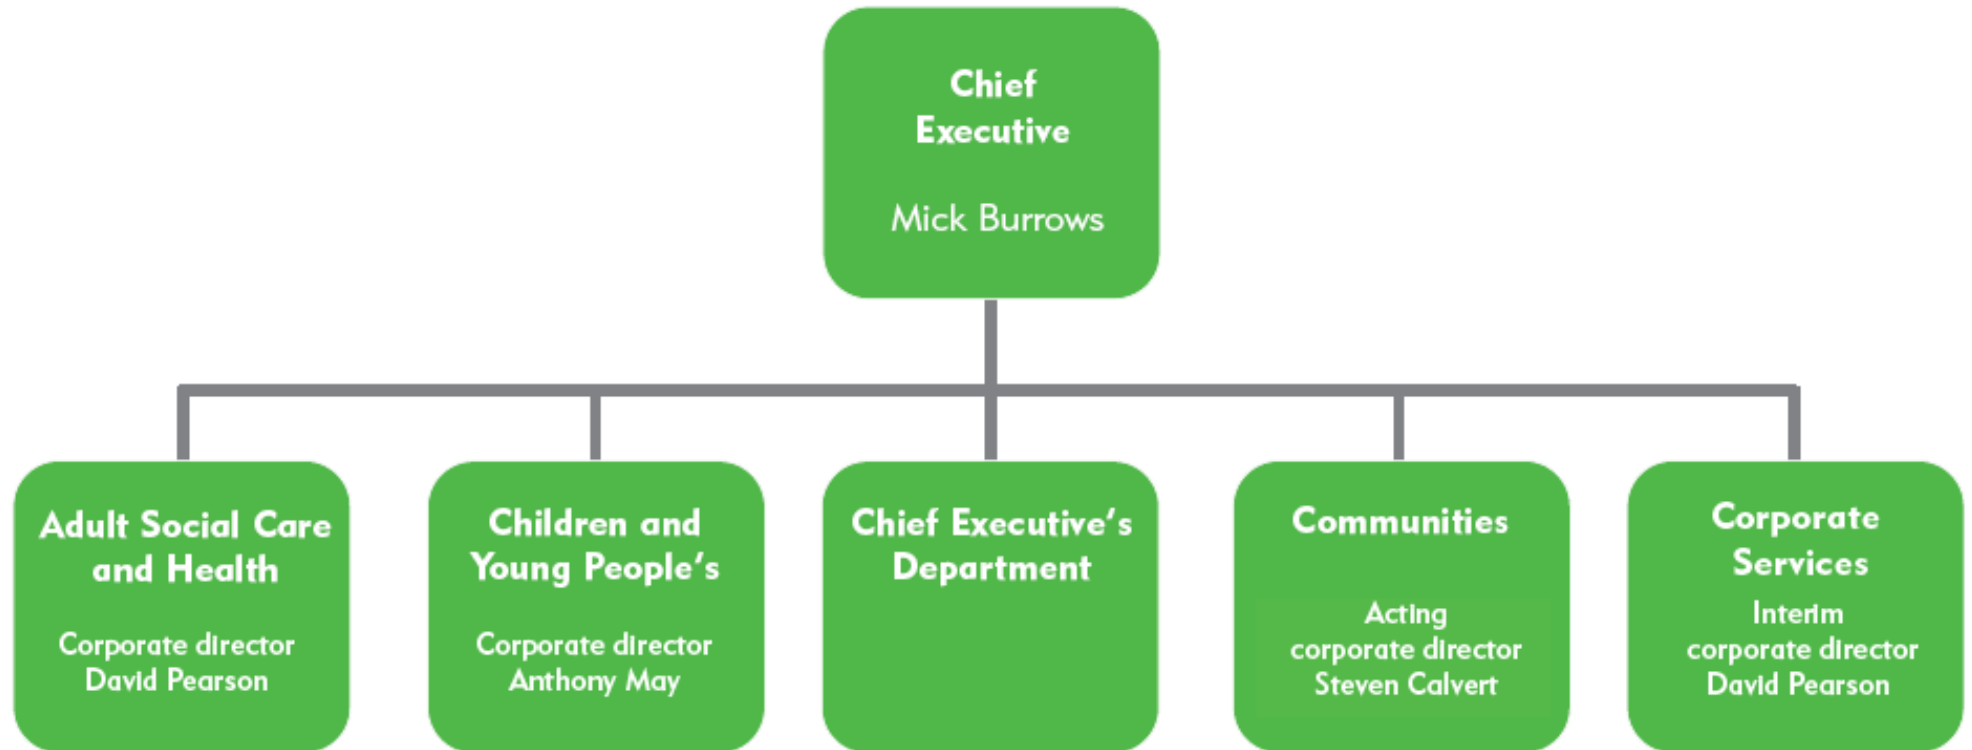 Chief
Executive
Mick Burrows
Adult Social Care
and Health
Corporate director
David Pearson
Children and
Young People's
Corporate director
Anthony May
Chief Executive's
Department
Communities
Acting
corporate director
Steven Calvert
Corporate
Services
Interim
corporate director
David Pearson